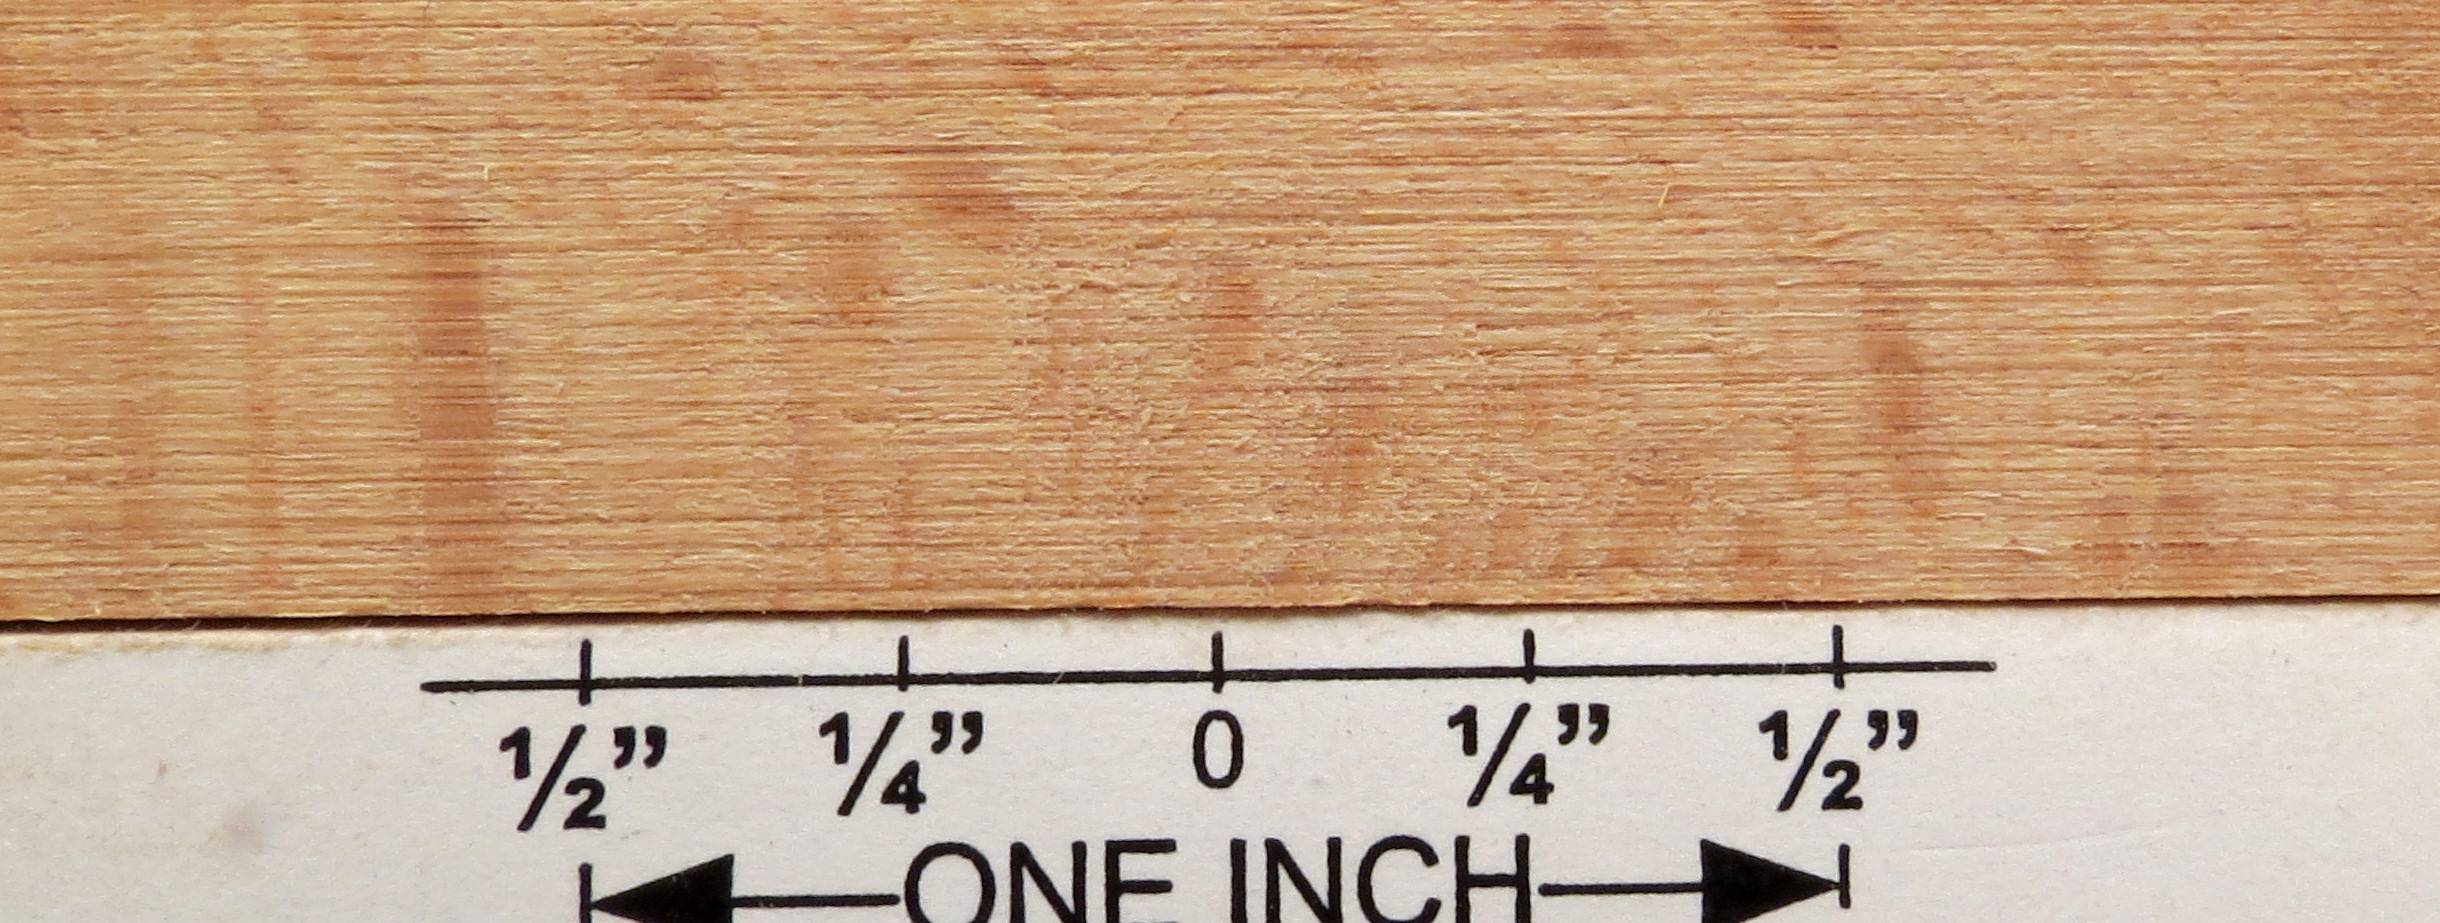 ½” ¼” 0 ¼” ½”
ONE INCH